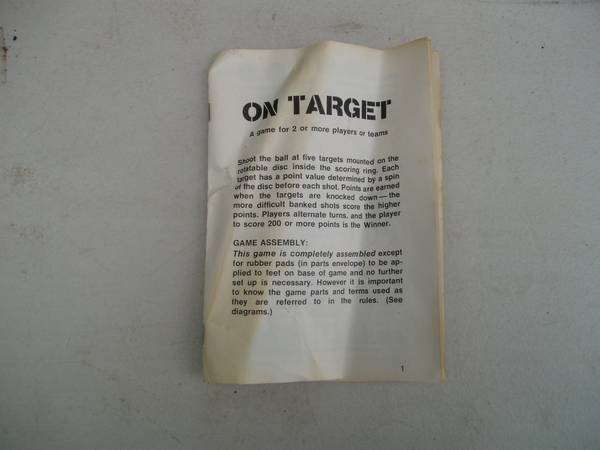 ON TARGET
A game for 2 or more players or teams
Shoot the ball at five targets mounted on the
rotatable disc inside the scoring ring. Each
target has a point value determined by a spin
of the disc before each shot. Points are earned
when the targets are knocked down — the
more difficult banked shots score the higher
points. Players alternate turns, and the player
to score 200 or more points is the Winner.
GAME ASSEMBLY:
This game is completely assembled except
for rubber pads (in parts envelope) to be ap-
plied to feet on base of game and no further
set up is necessary. However it is important
to know the game parts and terms used as
they are referred to in the rules. (See
diagrams.)
1